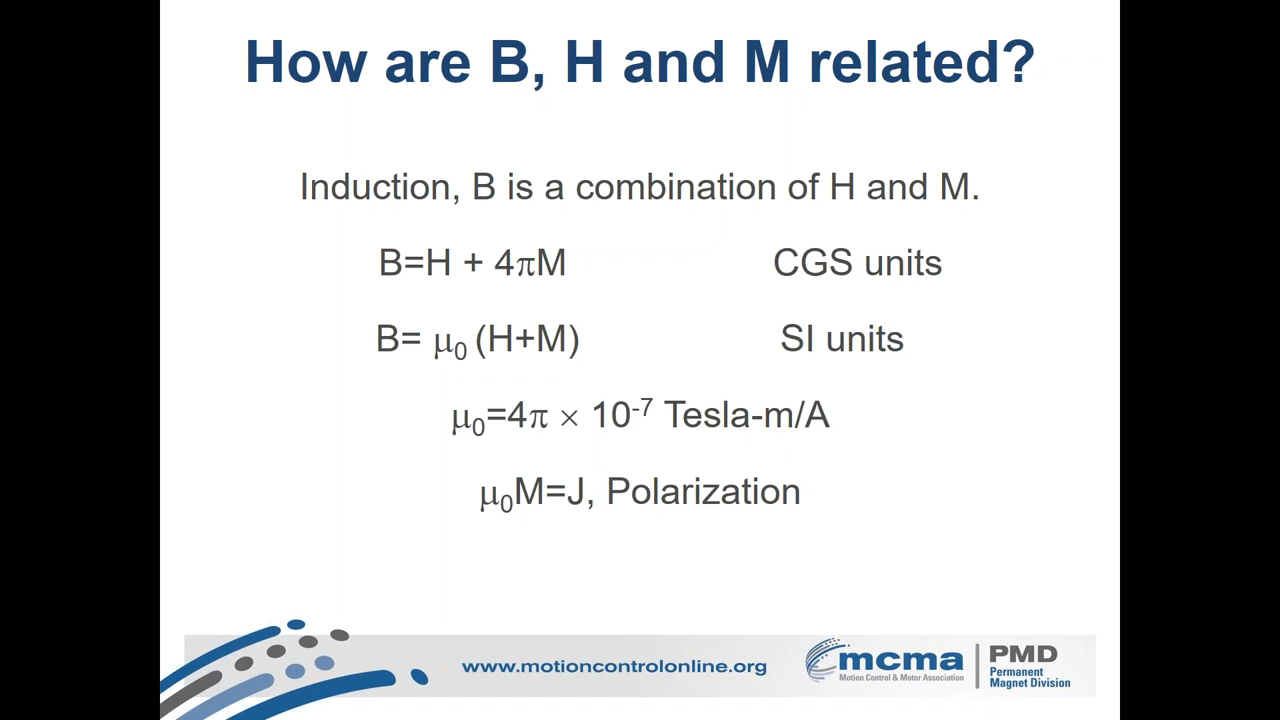 How are B, H and M related?
Induction, B is a combination of H and M.
B=H + 4πM CGS units
B= μ₀ (H+M) SI units
μ₀=4π × 10⁻⁷ Tesla-m/A
μ₀M=J, Polarization
www.motioncontrolonline.org
mcma
Motion Control & Motor Association
PMD
Permanent
Magnet Division